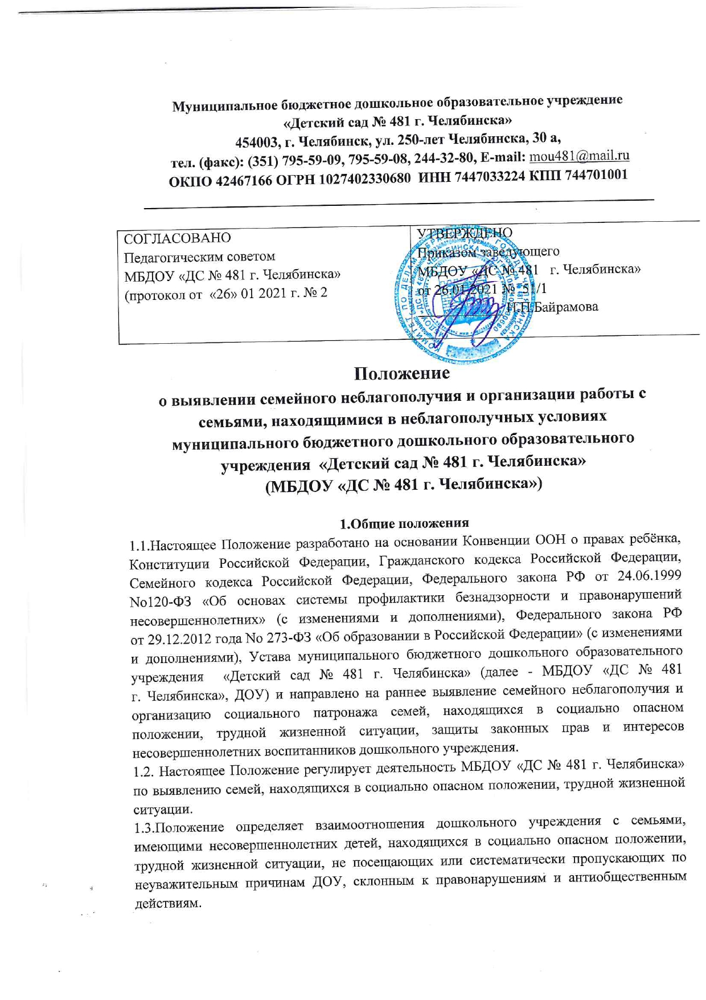 Муниципальное бюджетное дошкольное образовательное учреждение
«Детский сад № 481 г. Челябинска»
454003, г. Челябинск, ул. 250-лет Челябинска, 30 а,
тел. (факс): (351) 795-59-09, 795-59-08, 244-32-80, E-mail: mou481@mail.ru
ОКПО 42467166 ОГРН 1027402330680 ИНН 7447033224 КПП 744701001
СОГЛАСОВАНО
Педагогическим советом
МБДОУ «ДС № 481 г. Челябинска»
(протокол от «26» 01 2021 г. № 2
УТВЕРЖДЕНО
Приказом заведующего
МБДОУ «ДС № 481 г. Челябинска»
от 26.01.2021 № 51/1
Н.П.Байрамова
Положение
о выявлении семейного неблагополучия и организации работы с
семьями, находящимися в неблагополучных условиях
муниципального бюджетного дошкольного образовательного
учреждения «Детский сад № 481 г. Челябинска»
(МБДОУ «ДС № 481 г. Челябинска»)
1.Общие положения
1.1.Настоящее Положение разработано на основании Конвенции ООН о правах ребёнка,
Конституции Российской Федерации, Гражданского кодекса Российской Федерации,
Семейного кодекса Российской Федерации, Федерального закона РФ от 24.06.1999
No120-ФЗ «Об основах системы профилактики безнадзорности и правонарушений
несовершеннолетних» (с изменениями и дополнениями), Федерального закона РФ
от 29.12.2012 года No 273-ФЗ «Об образовании в Российской Федерации» (с изменениями
и дополнениями), Устава муниципального бюджетного дошкольного образовательного
учреждения «Детский сад № 481 г. Челябинска» (далее - МБДОУ «ДС № 481
г. Челябинска», ДОУ) и направлено на раннее выявление семейного неблагополучия и
организацию социального патронажа семей, находящихся в социально опасном
положении, трудной жизненной ситуации, защиты законных прав и интересов
несовершеннолетних воспитанников дошкольного учреждения.
1.2. Настоящее Положение регулирует деятельность МБДОУ «ДС № 481 г. Челябинска»
по выявлению семей, находящихся в социально опасном положении, трудной жизненной
ситуации.
1.3.Положение определяет взаимоотношения дошкольного учреждения с семьями,
имеющими несовершеннолетних детей, находящихся в социально опасном положении,
трудной жизненной ситуации, не посещающих или систематически пропускающих по
неуважительным причинам ДОУ, склонным к правонарушениям и антиобщественным
действиям.